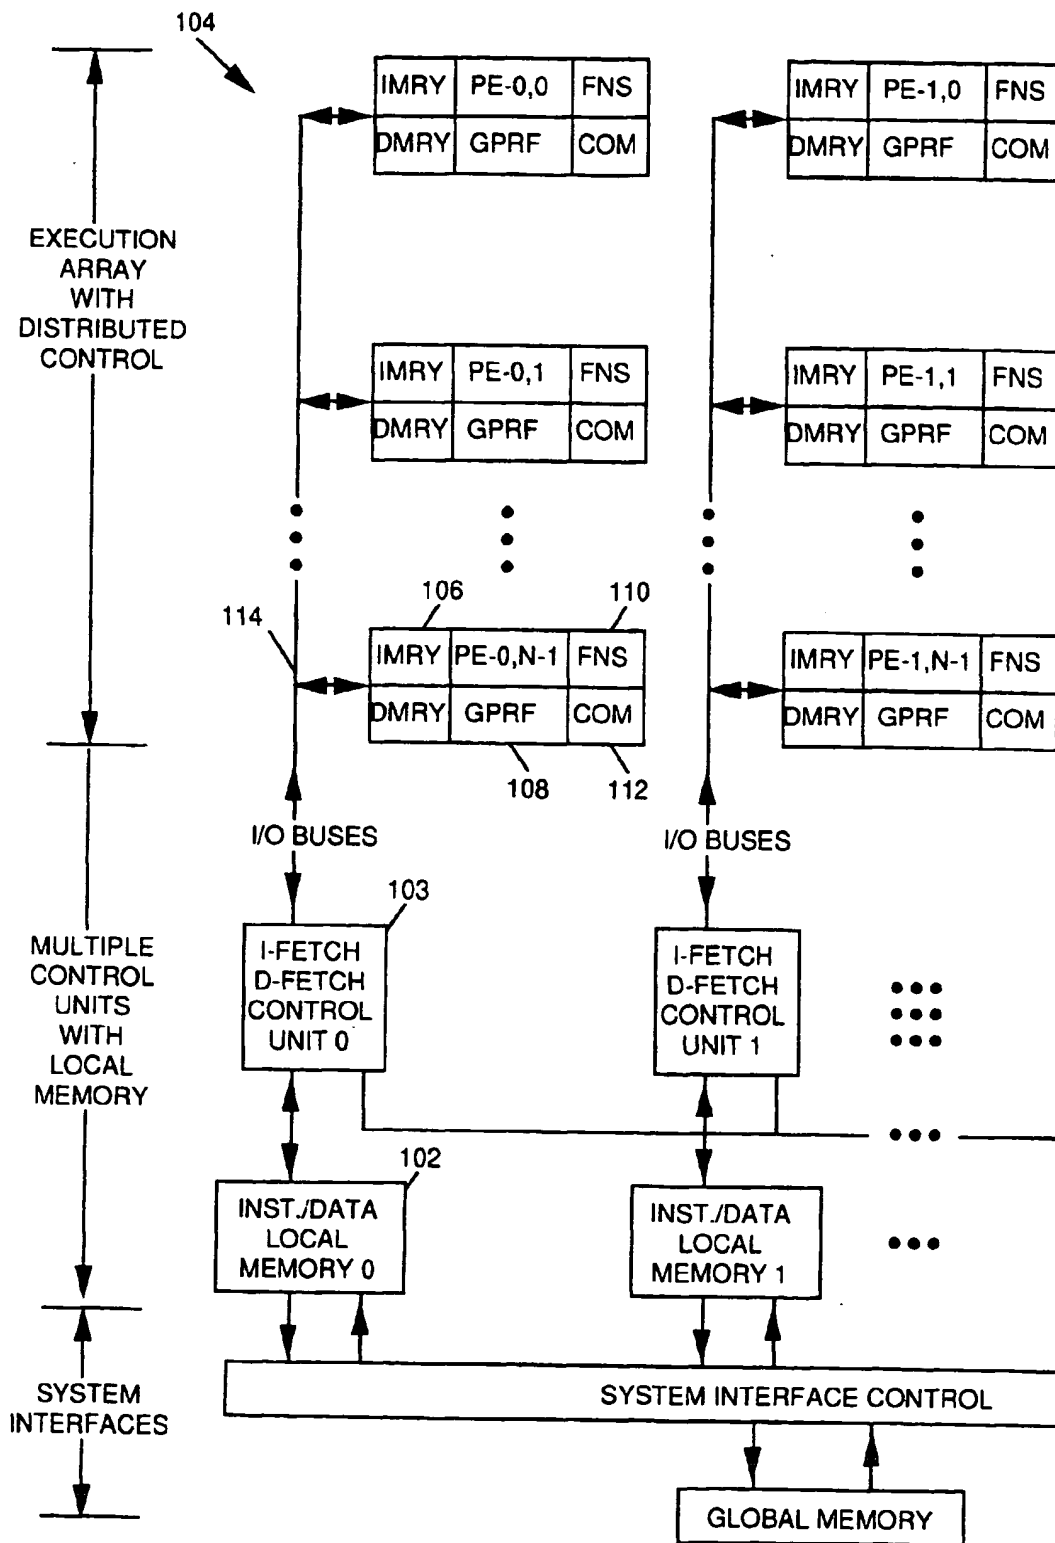 104
IMRY PE-0,0 FNS
DMRY GPRF COM
IMRY PE-1,0 FNS
DMRY GPRF COM
EXECUTION
ARRAY
WITH
DISTRIBUTED
CONTROL
IMRY PE-0,1 FNS
DMRY GPRF COM
IMRY PE-1,1 FNS
DMRY GPRF COM
114
106
110
IMRY PE-0,N-1 FNS
DMRY GPRF COM
108
112
IMRY PE-1,N-1 FNS
DMRY GPRF COM
I/O BUSES
I/O BUSES
MULTIPLE
CONTROL
UNITS
WITH
LOCAL
MEMORY
103
I-FETCH
D-FETCH
CONTROL
UNIT 0
I-FETCH
D-FETCH
CONTROL
UNIT 1
102
INST./DATA
LOCAL
MEMORY 0
INST./DATA
LOCAL
MEMORY 1
SYSTEM
INTERFACES
SYSTEM INTERFACE CONTROL
GLOBAL MEMORY